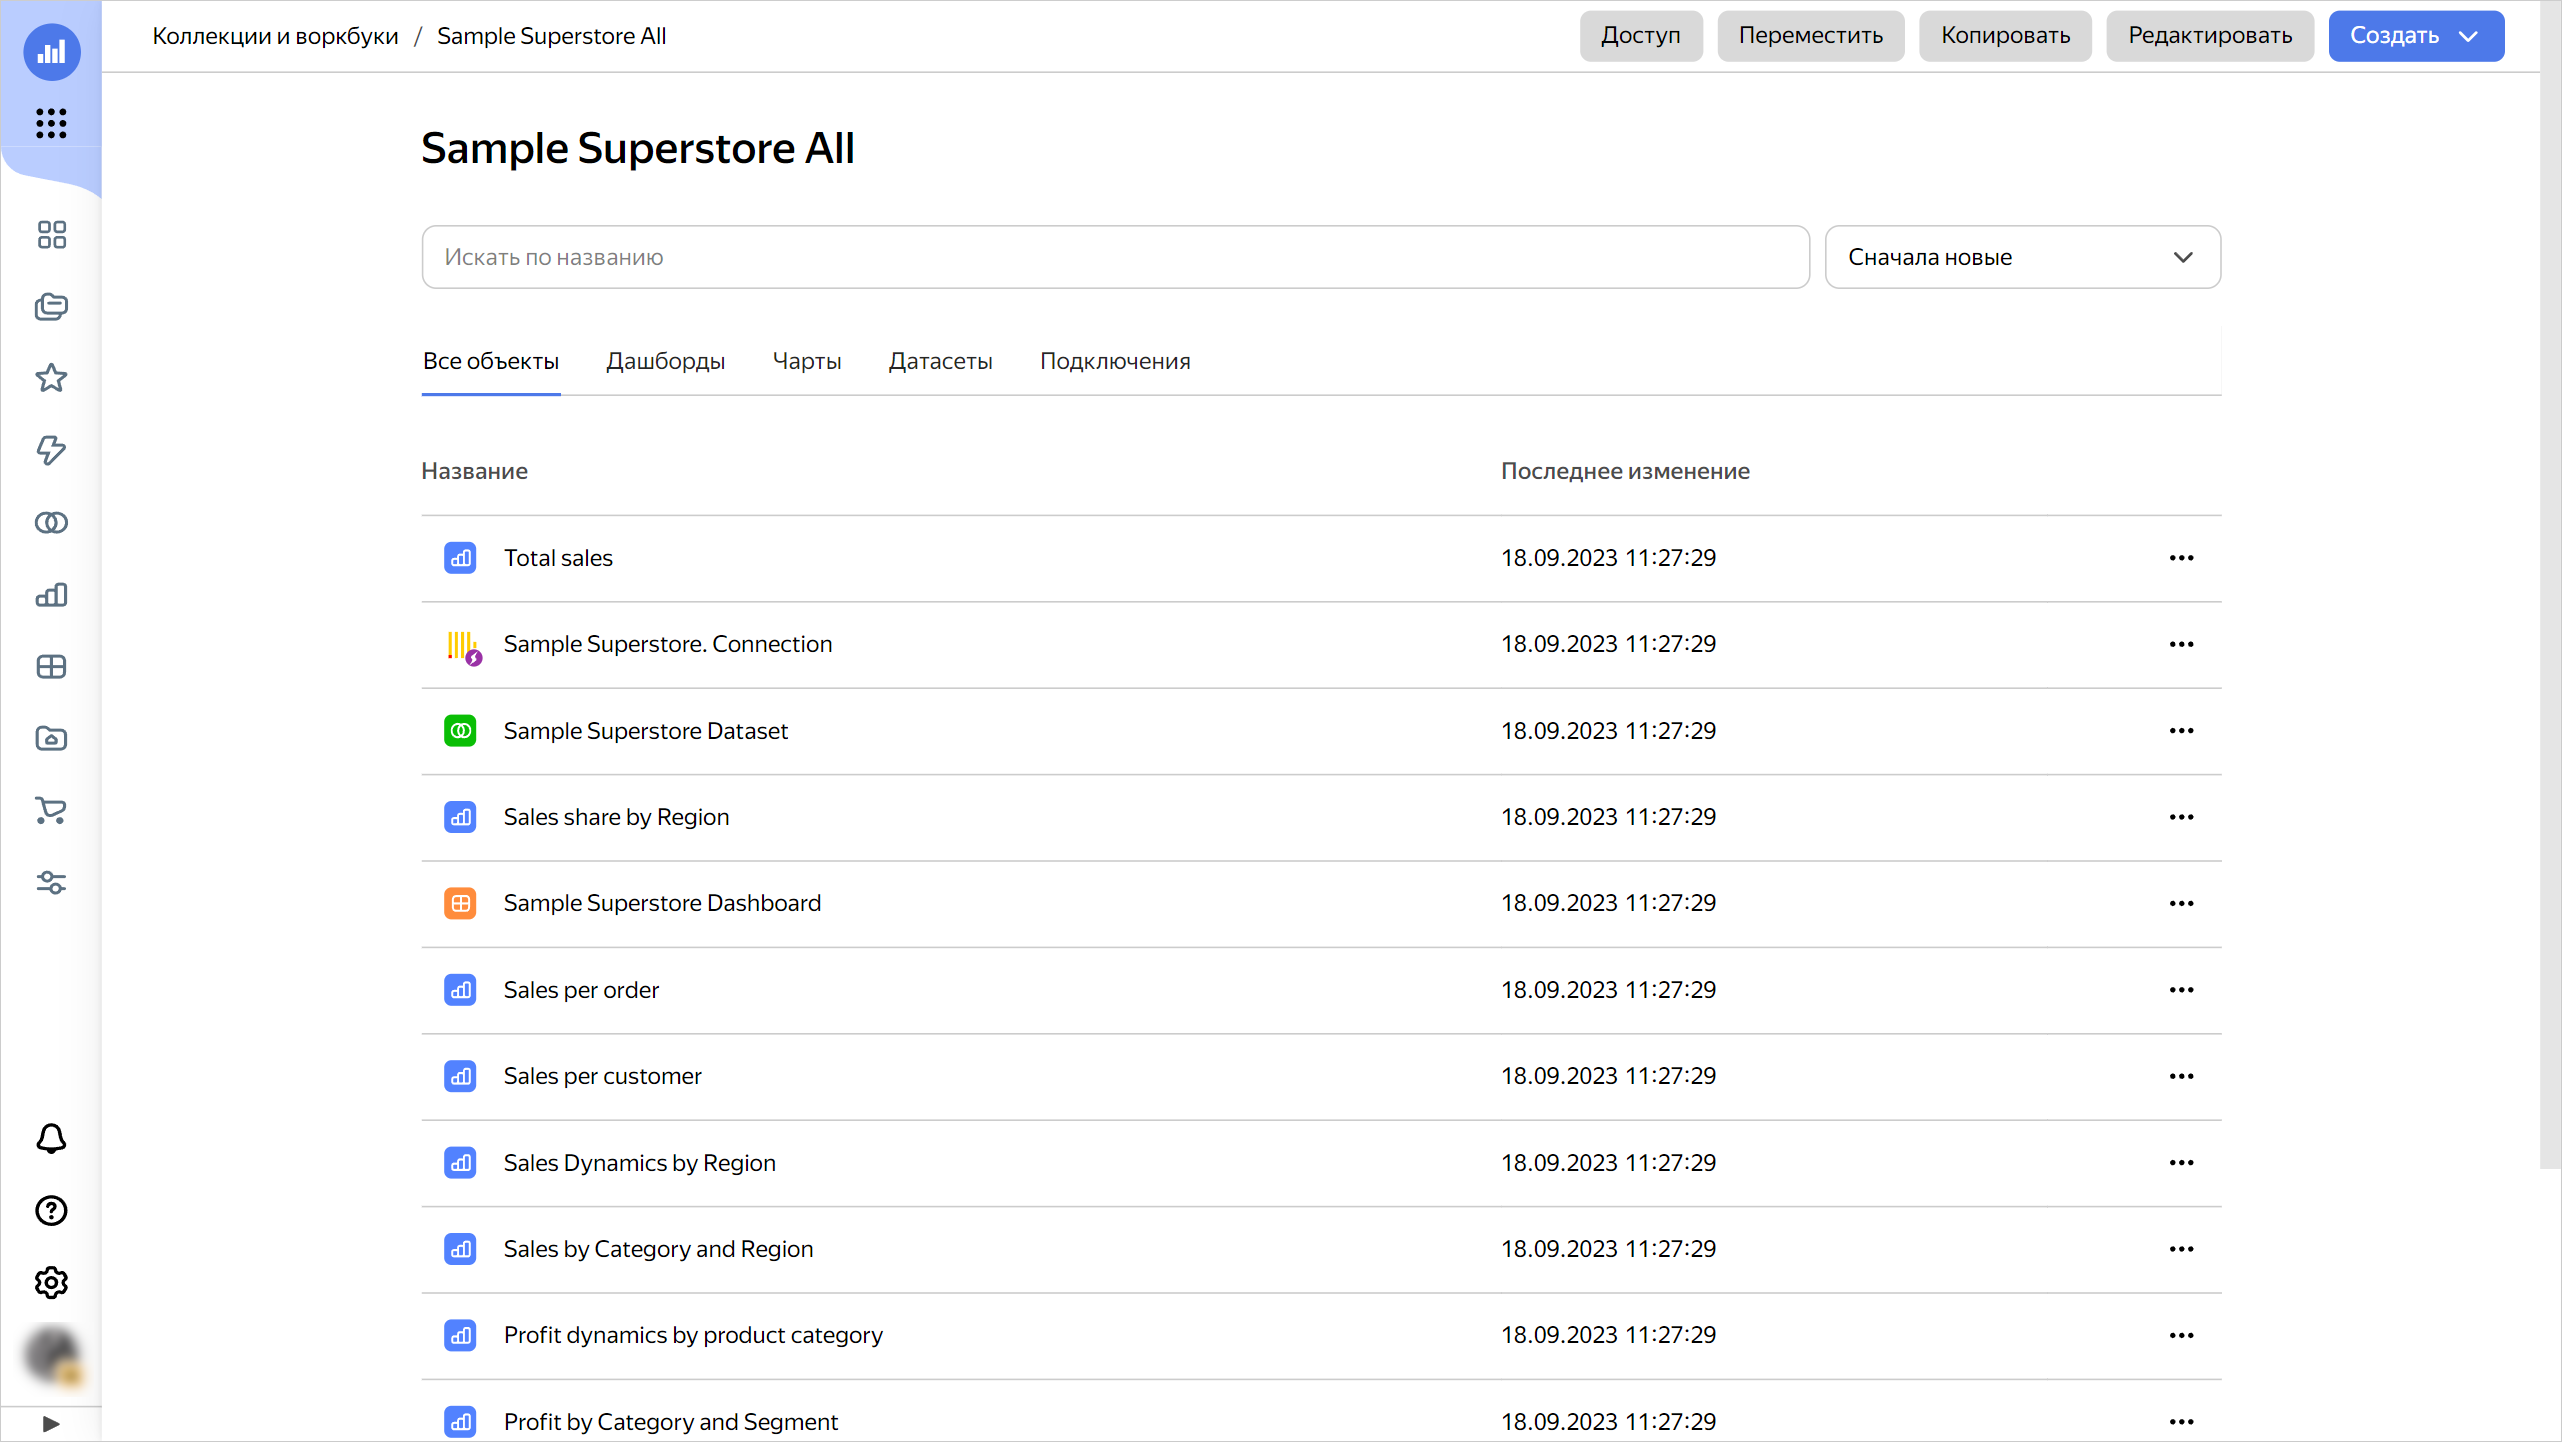 Коллекции и воркбуки / Sample Superstore All
Доступ Переместить Копировать Редактировать Создать
Sample Superstore All
Искать по названию Сначала новые
Все объекты Дашборды Чарты Датасеты Подключения
Название Последнее изменение
Total sales 18.09.2023 11:27:29
Sample Superstore. Connection 18.09.2023 11:27:29
Sample Superstore Dataset 18.09.2023 11:27:29
Sales share by Region 18.09.2023 11:27:29
Sample Superstore Dashboard 18.09.2023 11:27:29
Sales per order 18.09.2023 11:27:29
Sales per customer 18.09.2023 11:27:29
Sales Dynamics by Region 18.09.2023 11:27:29
Sales by Category and Region 18.09.2023 11:27:29
Profit dynamics by product category 18.09.2023 11:27:29
Profit by Category and Segment 18.09.2023 11:27:29